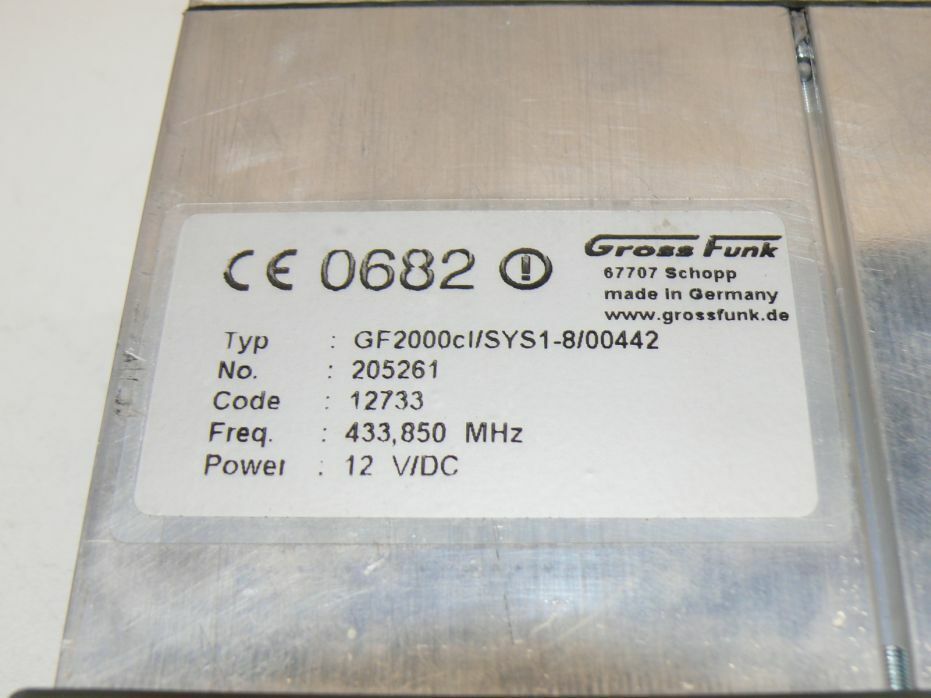 CE 0682
Gross Funk
67707 Schopp
made in Germany
www.grossfunk.de
Typ : GF2000cl/SYS1-8/00442
No. : 205261
Code : 12733
Freq. : 433,850 MHz
Power : 12 V/DC